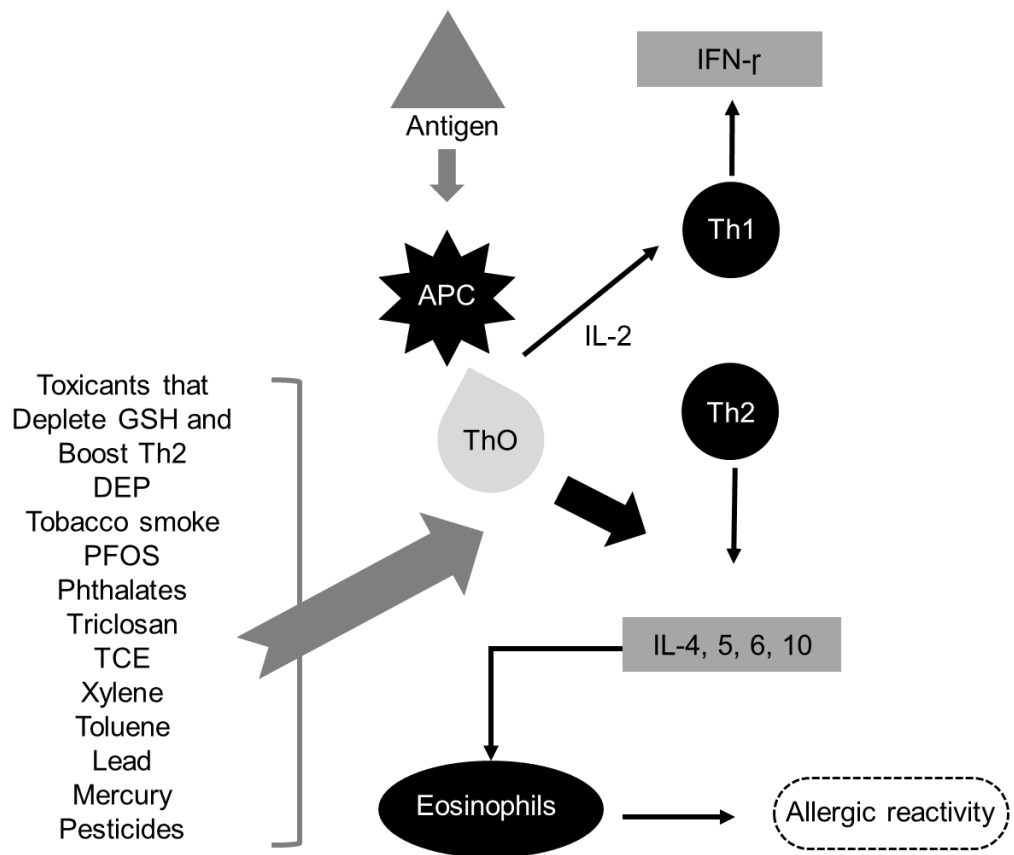 Antigen
IFN-ɼ
Th1
APC
IL-2
Th2
ThO
Toxicants that
Deplete GSH and
Boost Th2
DEP
Tobacco smoke
PFOS
Phthalates
Triclosan
TCE
Xylene
Toluene
Lead
Mercury
Pesticides
IL-4, 5, 6, 10
Eosinophils
Allergic reactivity